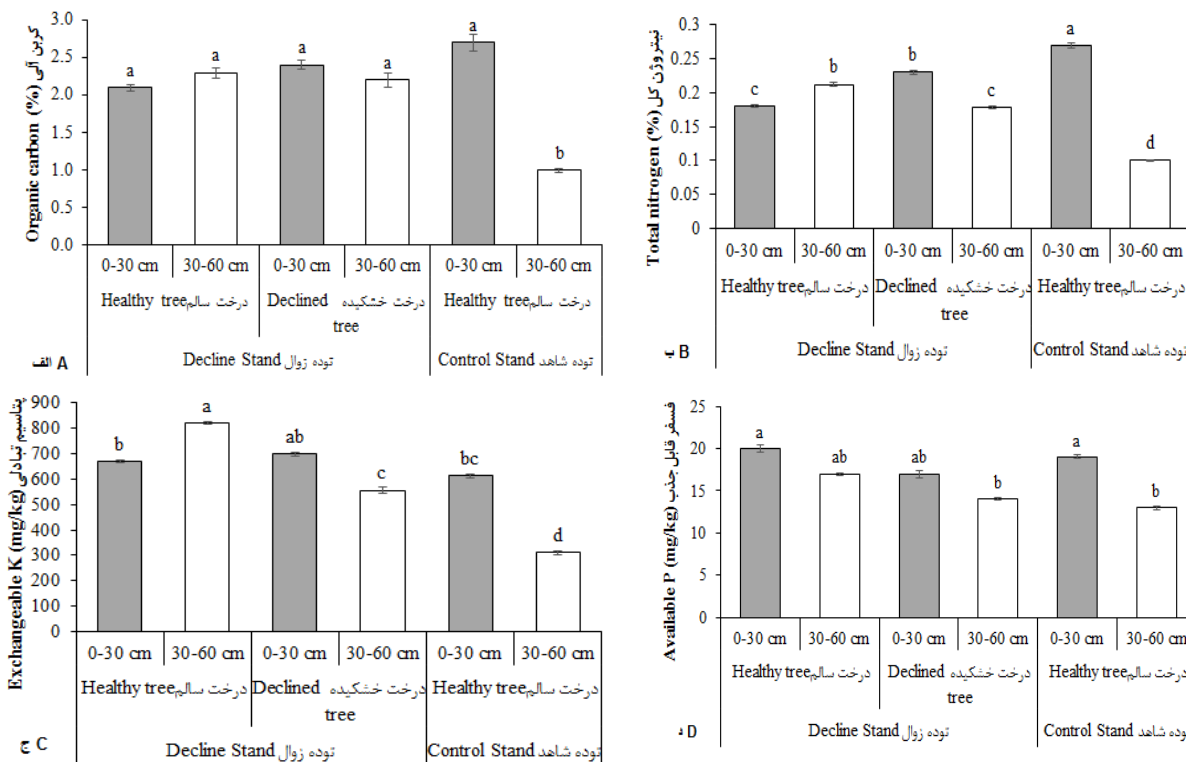 Organic carbon (%) کربن آلی
3.0
2.5
2.0
1.5
1.0
0.5
0.0
a
a
a
a
a
b
0-30 cm
30-60 cm
0-30 cm
30-60 cm
0-30 cm
30-60 cm
Healthy tree درخت سالم
Declined درخت خشکیده
tree
Healthy tree درخت سالم
Decline Stand توده زوال
Control Stand توده شاهد
الف A
Total nitrogen (%) نیتروژن کل
0.3
0.25
0.2
0.15
0.1
0.05
0
c
b
b
c
a
d
0-30 cm
30-60 cm
0-30 cm
30-60 cm
0-30 cm
30-60 cm
Healthy tree درخت سالم
Declined درخت خشکیده
tree
Healthy tree درخت سالم
Decline Stand توده زوال
Control Stand توده شاهد
B
Exchangeable K (mg/kg) پتاسیم تبادلی
900
800
700
600
500
400
300
200
100
0
b
a
ab
c
bc
d
0-30 cm
30-60 cm
0-30 cm
30-60 cm
0-30 cm
30-60 cm
Healthy tree درخت سالم
Declined درخت خشکیده
tree
Healthy tree درخت سالم
Decline Stand توده زوال
Control Stand توده شاهد
ج C
Available P (mg/kg) فسفر قابل جذب
25
20
15
10
5
0
a
ab
ab
b
a
b
0-30 cm
30-60 cm
0-30 cm
30-60 cm
0-30 cm
30-60 cm
Healthy tree درخت سالم
Declined درخت خشکیده
tree
Healthy tree درخت سالم
Decline Stand توده زوال
Control Stand توده شاهد
د D